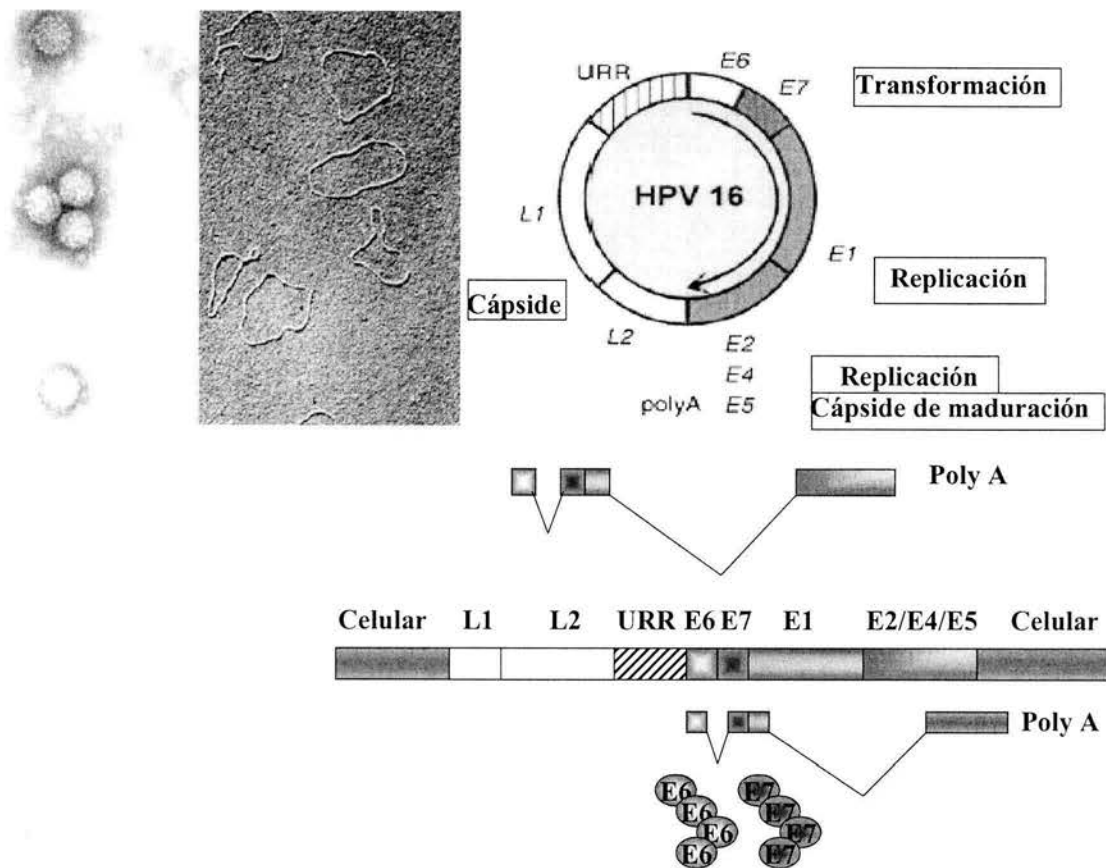 URR
E6
E7
Transformación
HPV 16
L1
E1
Replicación
Cápside
L2
E2
E4
Replicación
polyA E5
Cápside de maduración
Poly A
Celular L1 L2 URR E6 E7 E1 E2/E4/E5 Celular
Poly A
E6 E7
E6 E7
E6 E7
E6 E7